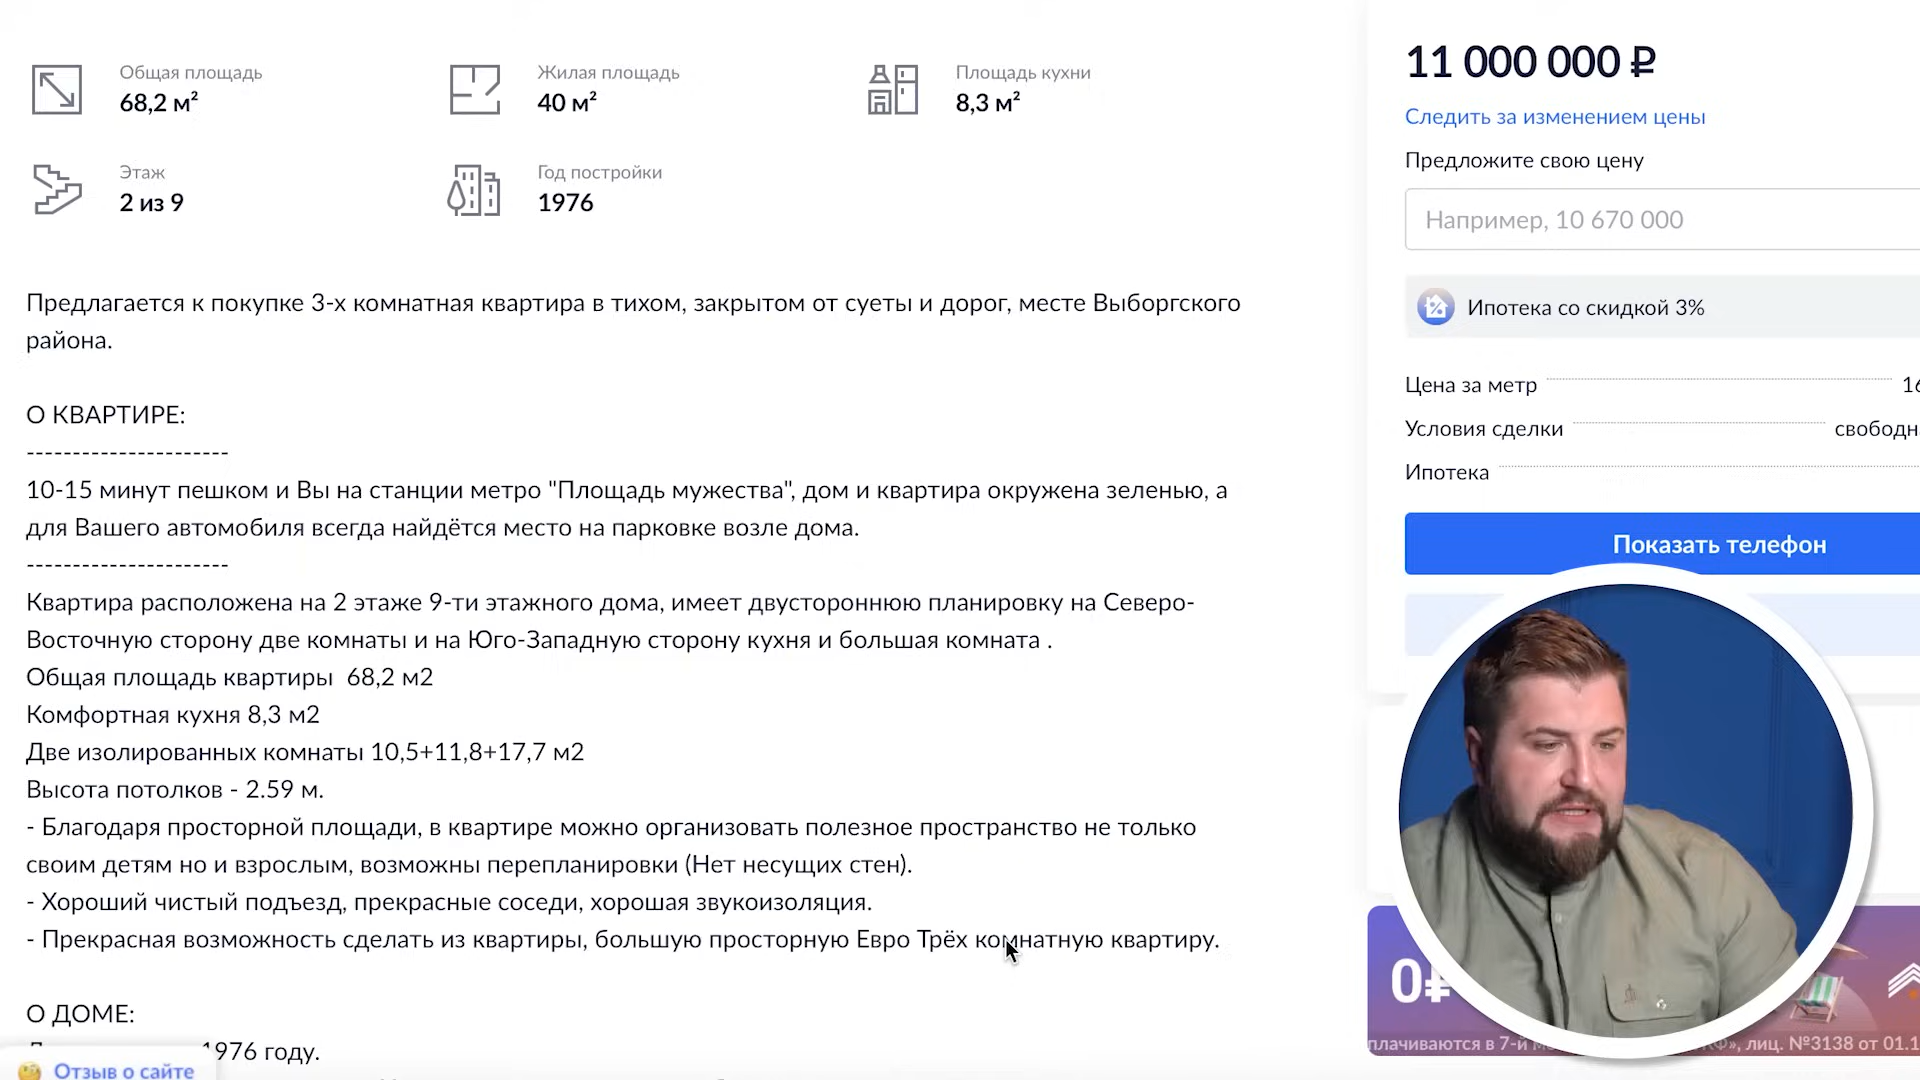 Общая площадь
68,2 м²
Жилая площадь
40 м²
Площадь кухни
8,3 м²
Этаж
2 из 9
Год постройки
1976
Предлагается к покупке 3-х комнатная квартира в тихом, закрытом от суеты и дорог, месте Выборгского
района.
О КВАРТИРЕ:
----------------------
10-15 минут пешком и Вы на станции метро "Площадь мужества", дом и квартира окружена зеленью, а
для Вашего автомобиля всегда найдётся место на парковке возле дома.
----------------------
Квартира расположена на 2 этаже 9-ти этажного дома, имеет двустороннюю планировку на Северо-
Восточную сторону две комнаты и на Юго-Западную сторону кухня и большая комната .
Общая площадь квартиры  68,2 м2
Комфортная кухня 8,3 м2
Две изолированных комнаты 10,5+11,8+17,7 м2
Высота потолков - 2.59 м.
- Благодаря просторной площади, в квартире можно организовать полезное пространство не только
своим детям но и взрослым, возможны перепланировки (Нет несущих стен).
- Хороший чистый подъезд, прекрасные соседи, хорошая звукоизоляция.
- Прекрасная возможность сделать из квартиры, большую просторную Евро Трёх комнатную квартиру.
О ДОМЕ:
1976 году.
Отзыв о сайте
11 000 000 ₽
Следить за изменением цены
Предложите свою цену
Например, 10 670 000
Ипотека со скидкой 3%
Цена за метр
Условия сделки
Ипотека
Показать телефон
0₽
плачиваются в 7-й
лиц. №3138 от 01.1